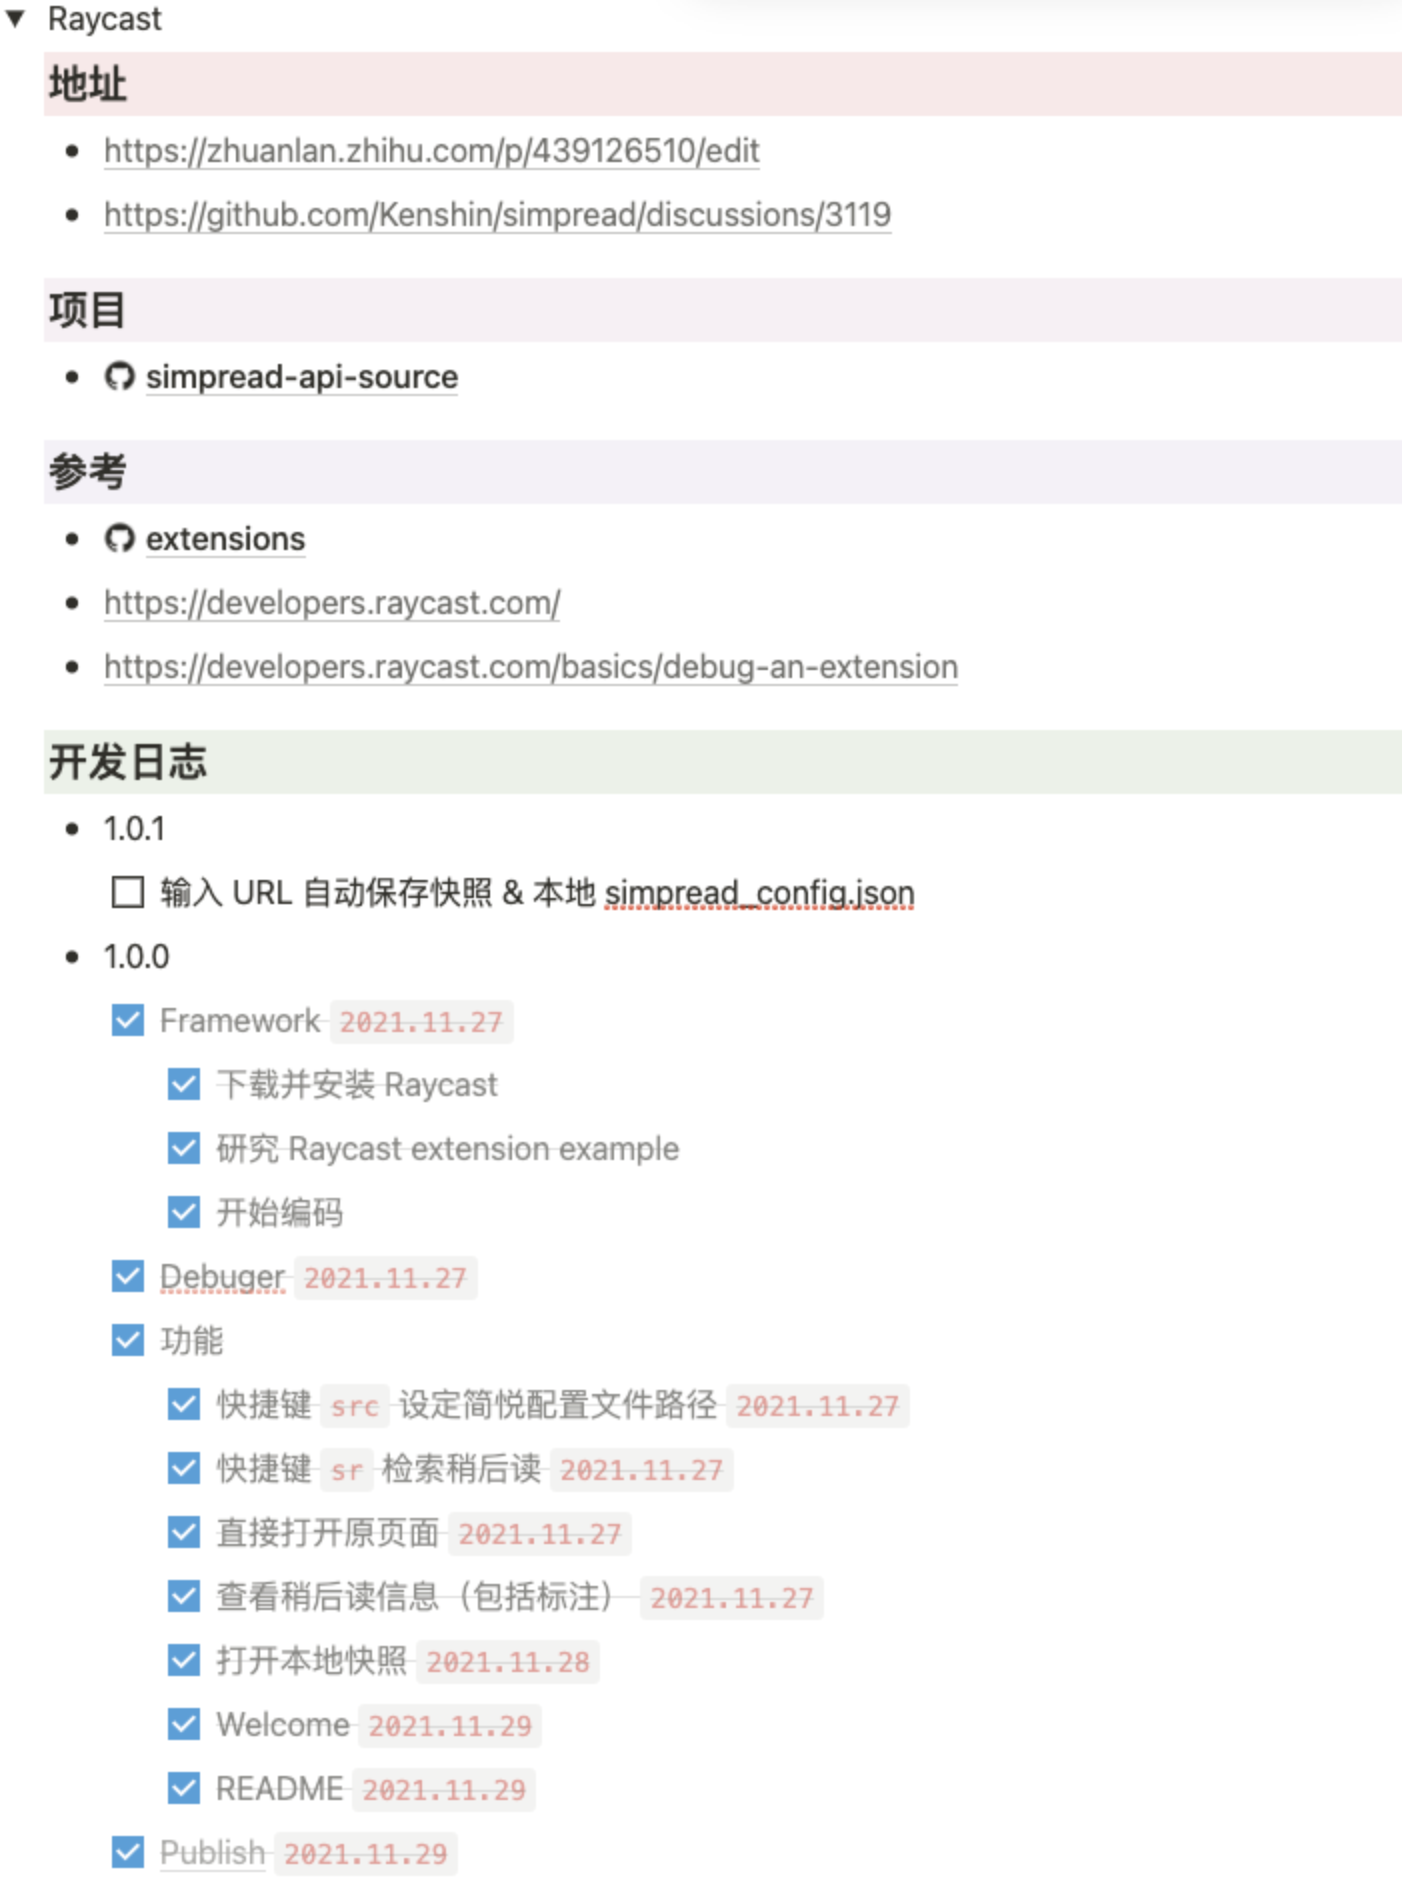 Raycast
地址
https://zhuanlan.zhihu.com/p/439126510/edit
https://github.com/Kenshin/simpread/discussions/3119
项目
simpread-api-source
参考
extensions
https://developers.raycast.com/
https://developers.raycast.com/basics/debug-an-extension
开发日志
1.0.1
输入 URL 自动保存快照 & 本地 simpread_config.json
1.0.0
Framework 2021.11.27
下载并安装 Raycast
研究 Raycast extension example
开始编码
Debuger 2021.11.27
功能
快捷键 src 设定简悦配置文件路径 2021.11.27
快捷键 sr 检索稍后读 2021.11.27
直接打开原页面 2021.11.27
查看稍后读信息（包括标注） 2021.11.27
打开本地快照 2021.11.28
Welcome 2021.11.29
README 2021.11.29
Publish 2021.11.29